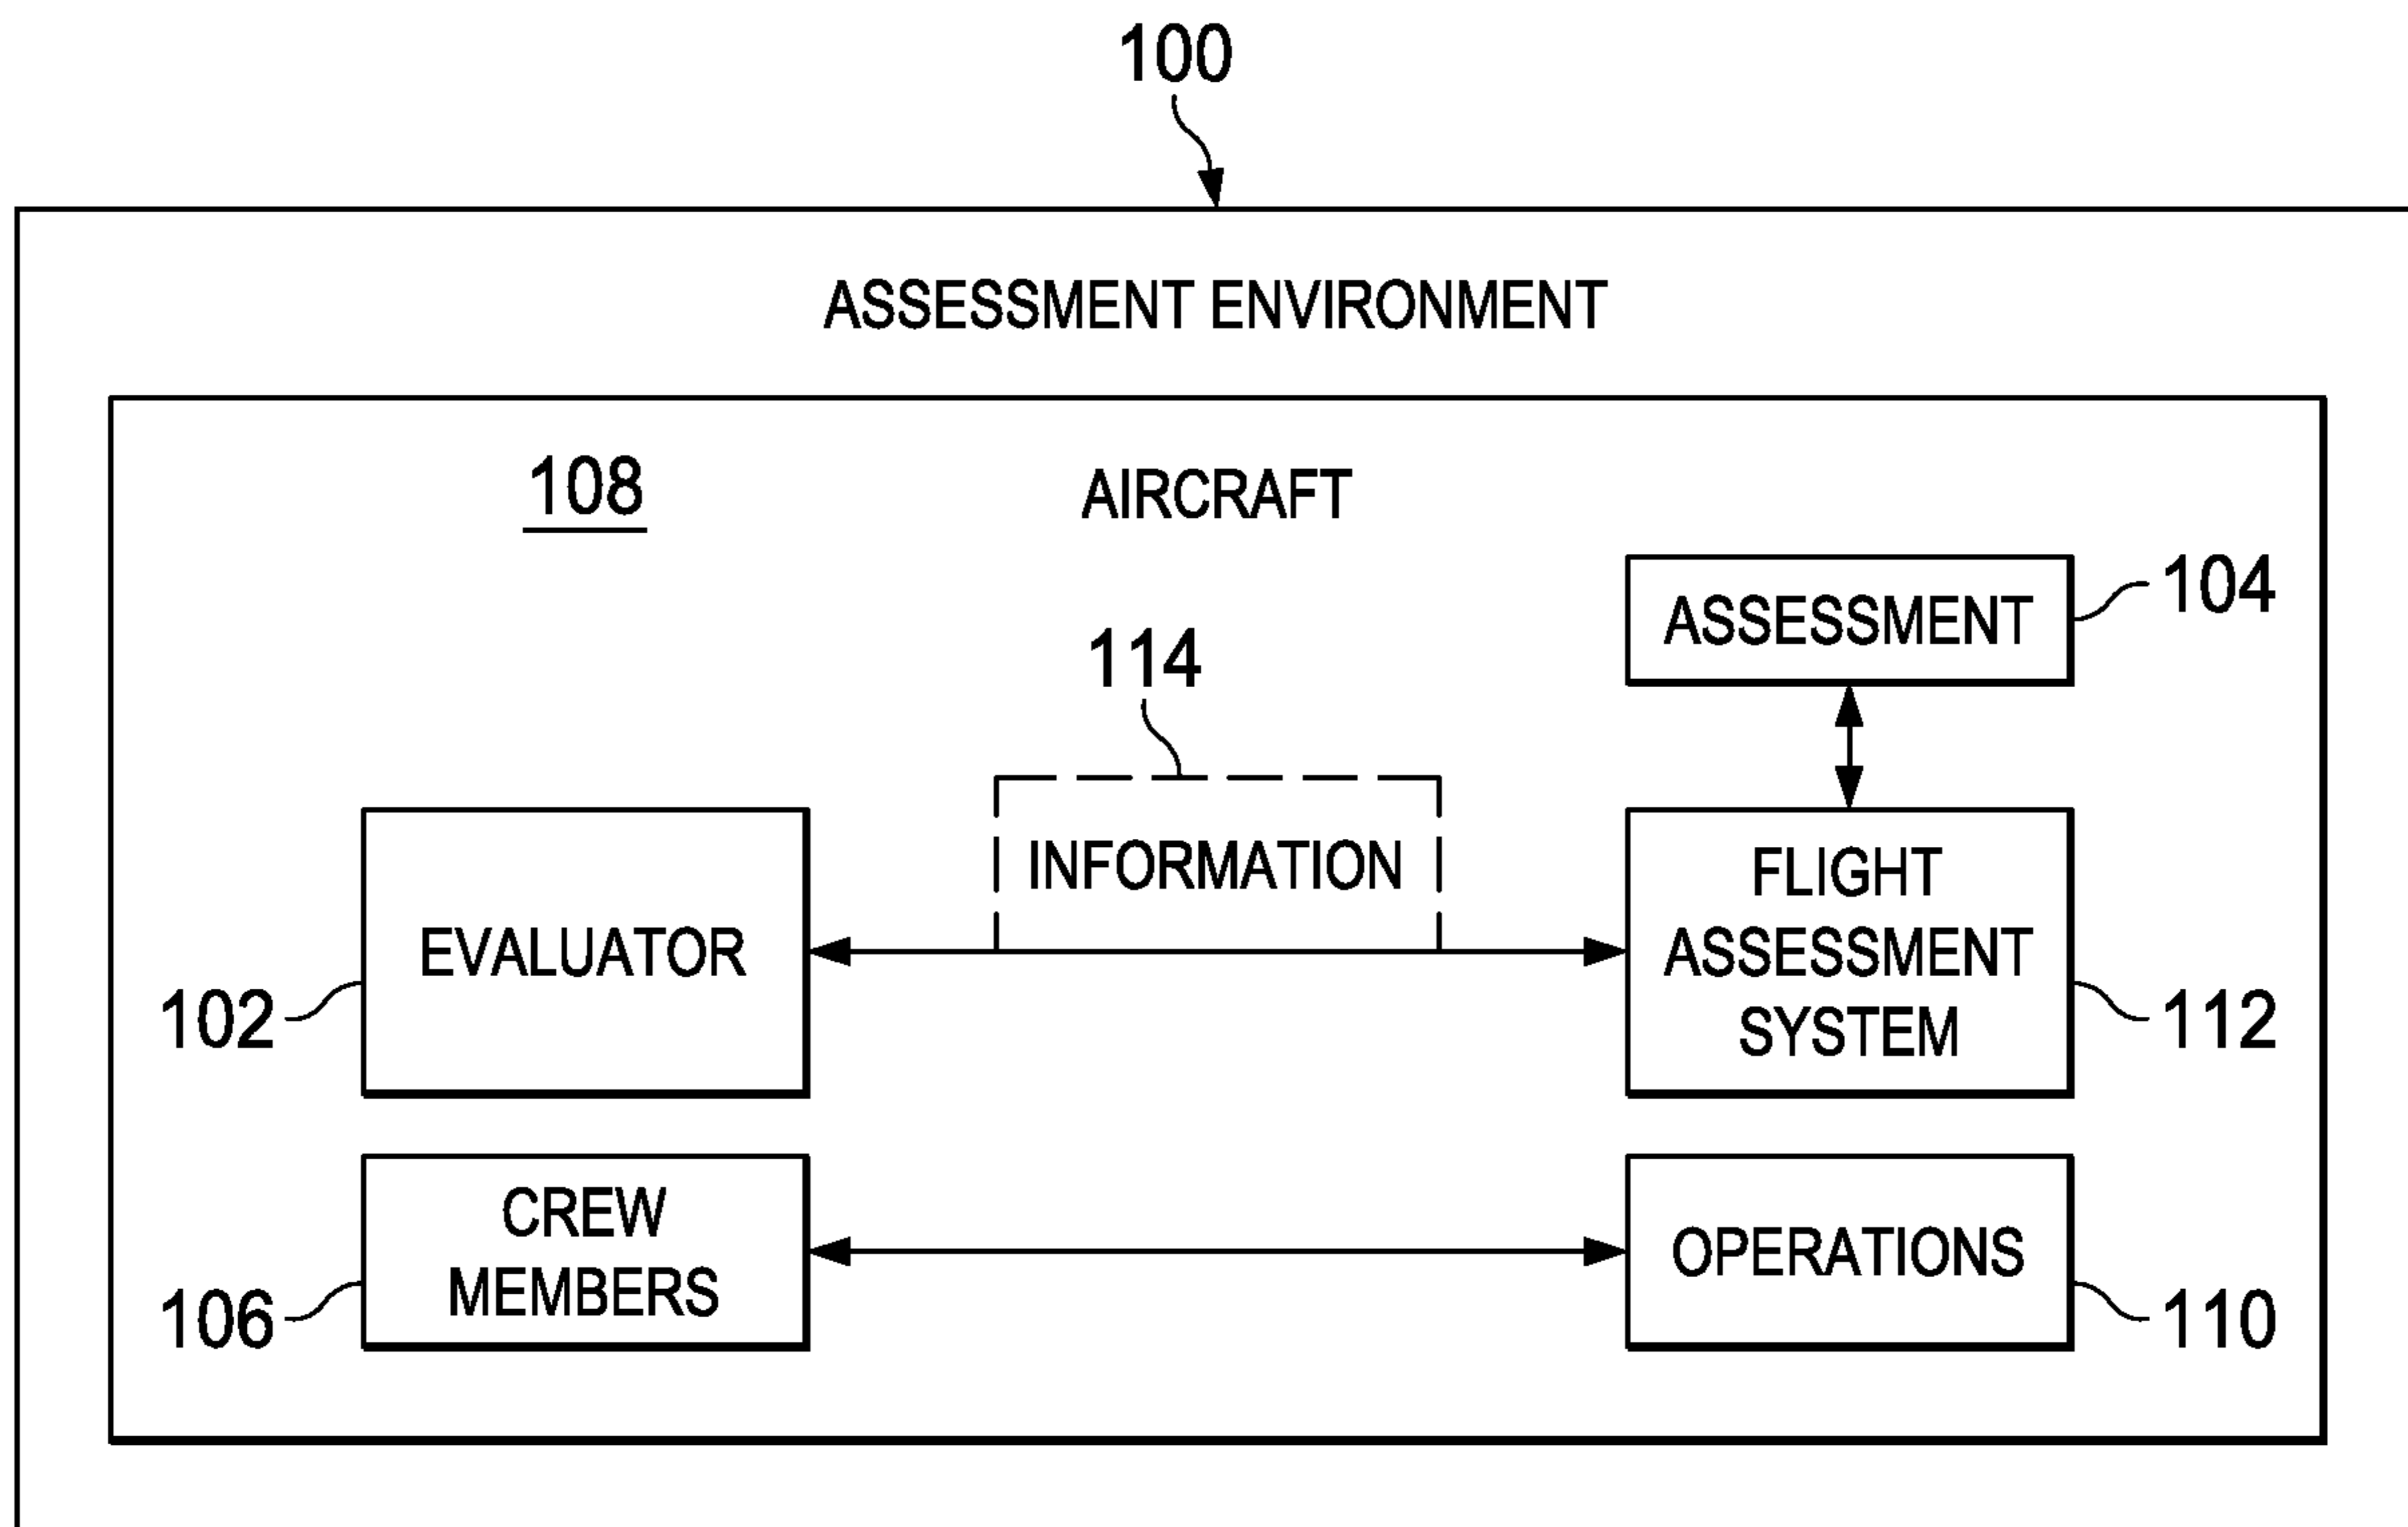 100
ASSESSMENT ENVIRONMENT
108
AIRCRAFT
ASSESSMENT
104
114
INFORMATION
EVALUATOR
102
FLIGHT
ASSESSMENT
SYSTEM
112
CREW
MEMBERS
106
OPERATIONS
110